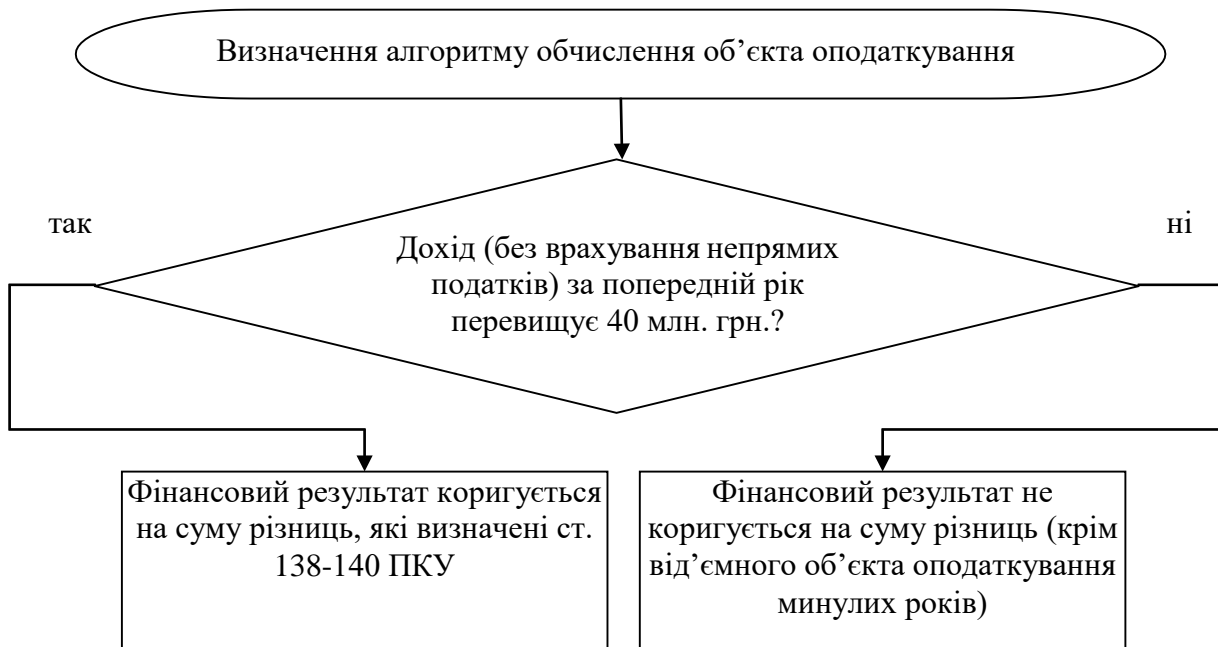 Визначення алгоритму обчислення об’єкта оподаткування
так
ні
Дохід (без врахування непрямих
податків) за попередній рік
перевищує 40 млн. грн.?
Фінансовий результат коригується
на суму різниць, які визначені ст.
138-140 ПКУ
Фінансовий результат не
коригується на суму різниць (крім
від’ємного об’єкта оподаткування
минулих років)